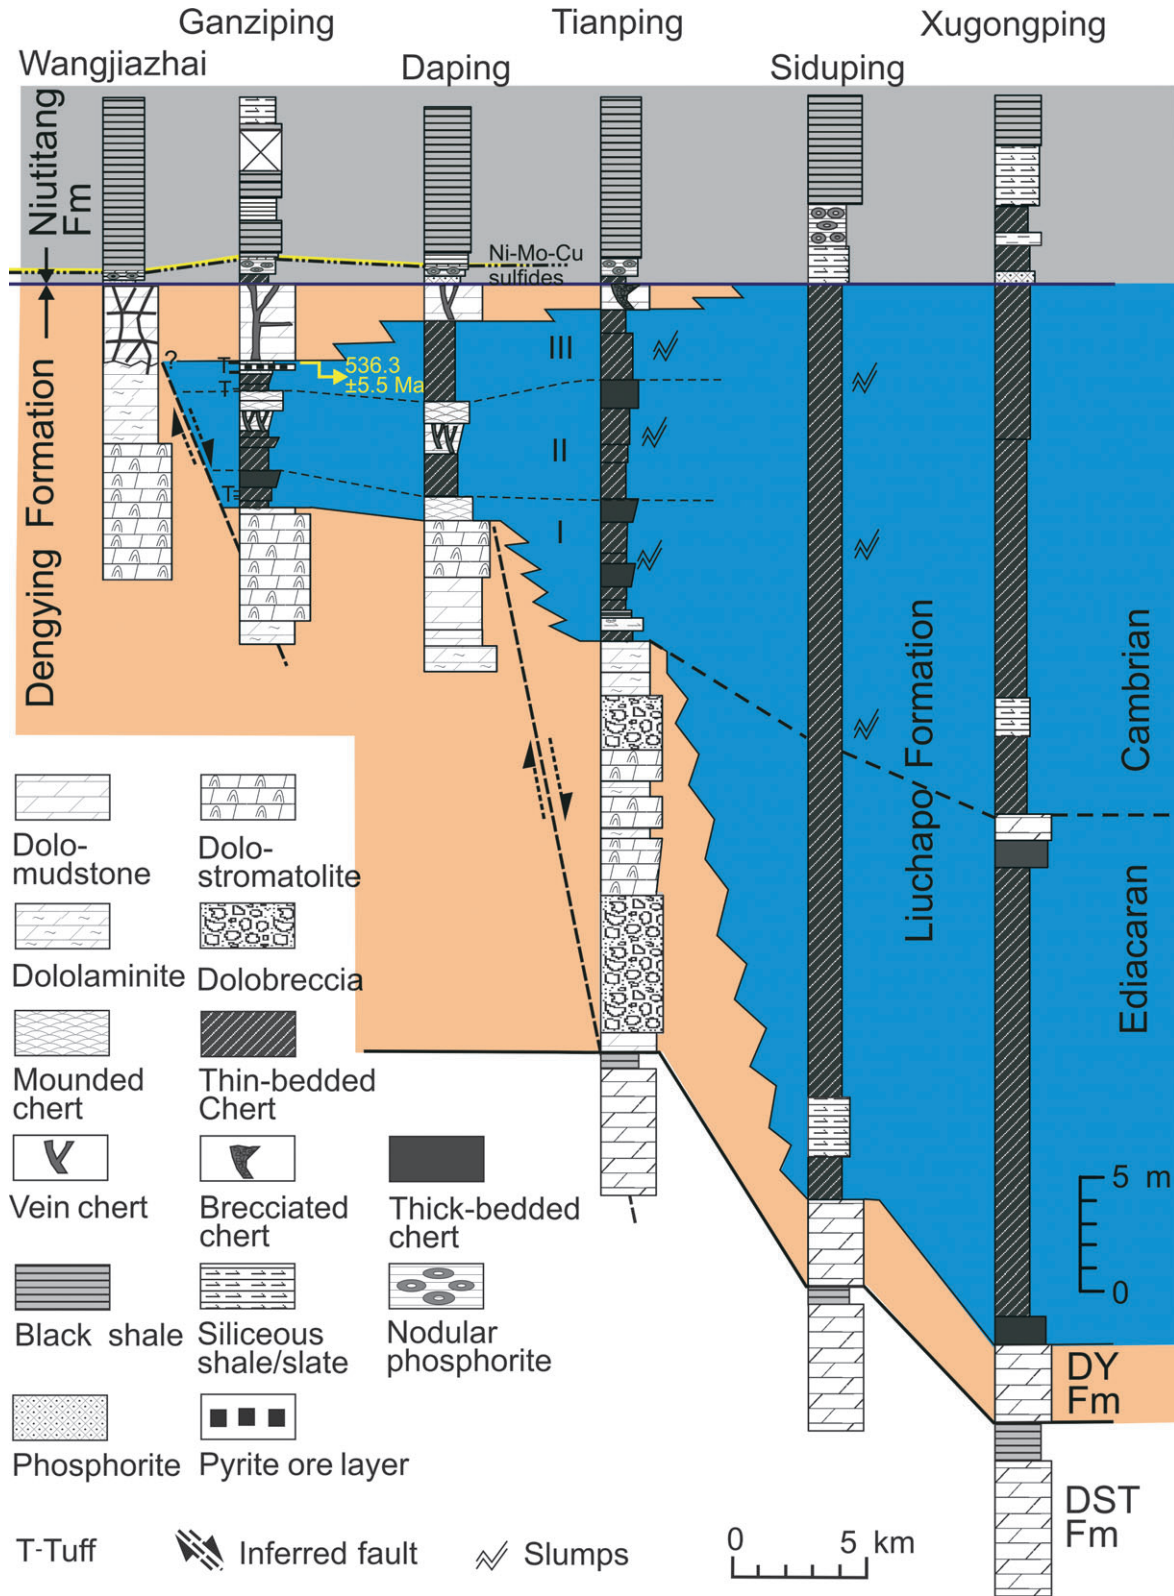 Ganziping
Tianping
Xugongping
Wangjiazhai
Daping
Siduping
Niutitang
Fm
Ni-Mo-Cu
sulfides
Dengying Formation
?
T
T
T
536.3
±5.5 Ma
III
II
I
Liuchapo Formation
Cambrian
Ediacaran
Dolo-
mudstone
Dolo-
stromatolite
Dololaminite
Dolobreccia
Mounded
chert
Thin-bedded
Chert
Vein chert
Brecciated
chert
Thick-bedded
chert
5 m
0
Black shale
Siliceous
shale/slate
Nodular
phosphorite
DY
Fm
Phosphorite
Pyrite ore layer
DST
Fm
T-Tuff
Inferred fault
Slumps
0 5 km